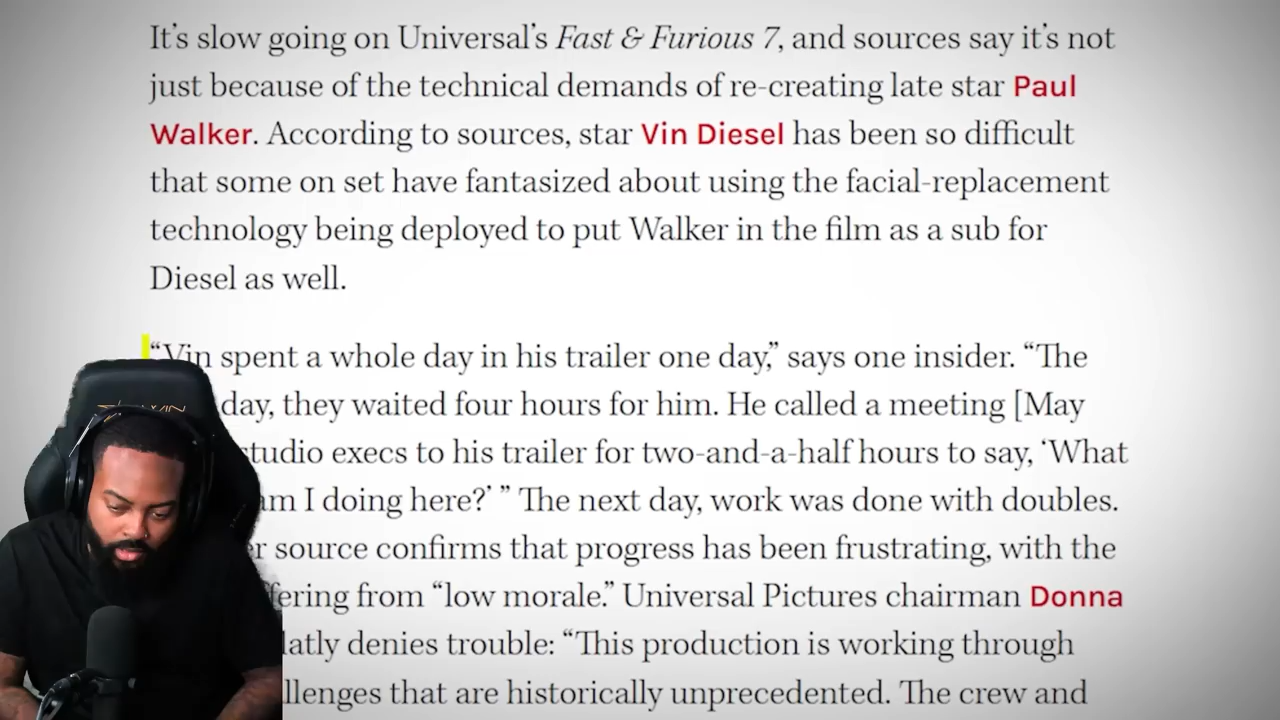 It’s slow going on Universal’s Fast & Furious 7, and sources say it’s not
just because of the technical demands of re-creating late star Paul
Walker. According to sources, star Vin Diesel has been so difficult
that some on set have fantasized about using the facial-replacement
technology being deployed to put Walker in the film as a sub for
Diesel as well.
“Vin spent a whole day in his trailer one day,” says one insider. “The
day, they waited four hours for him. He called a meeting [May
studio execs to his trailer for two-and-a-half hours to say, ‘What
am I doing here?’ ” The next day, work was done with doubles.
source confirms that progress has been frustrating, with the
from “low morale.” Universal Pictures chairman Donna
denies trouble: “This production is working through
that are historically unprecedented. The crew and